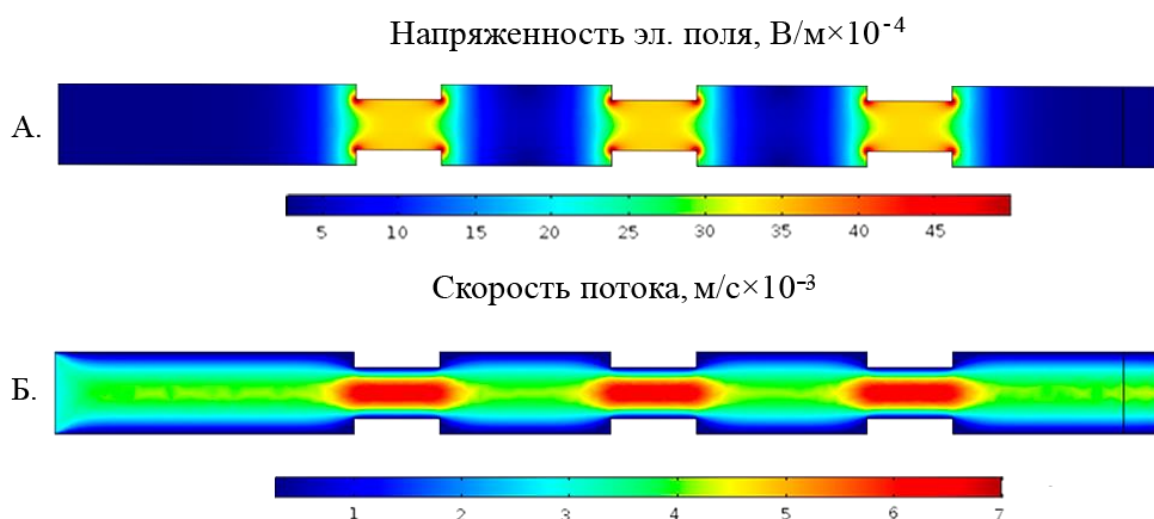 Напряженность эл. поля, В/м×10⁻⁴
А.
5 10 15 20 25 30 35 40 45
Скорость потока, м/с×10⁻³
Б.
1 2 3 4 5 6 7